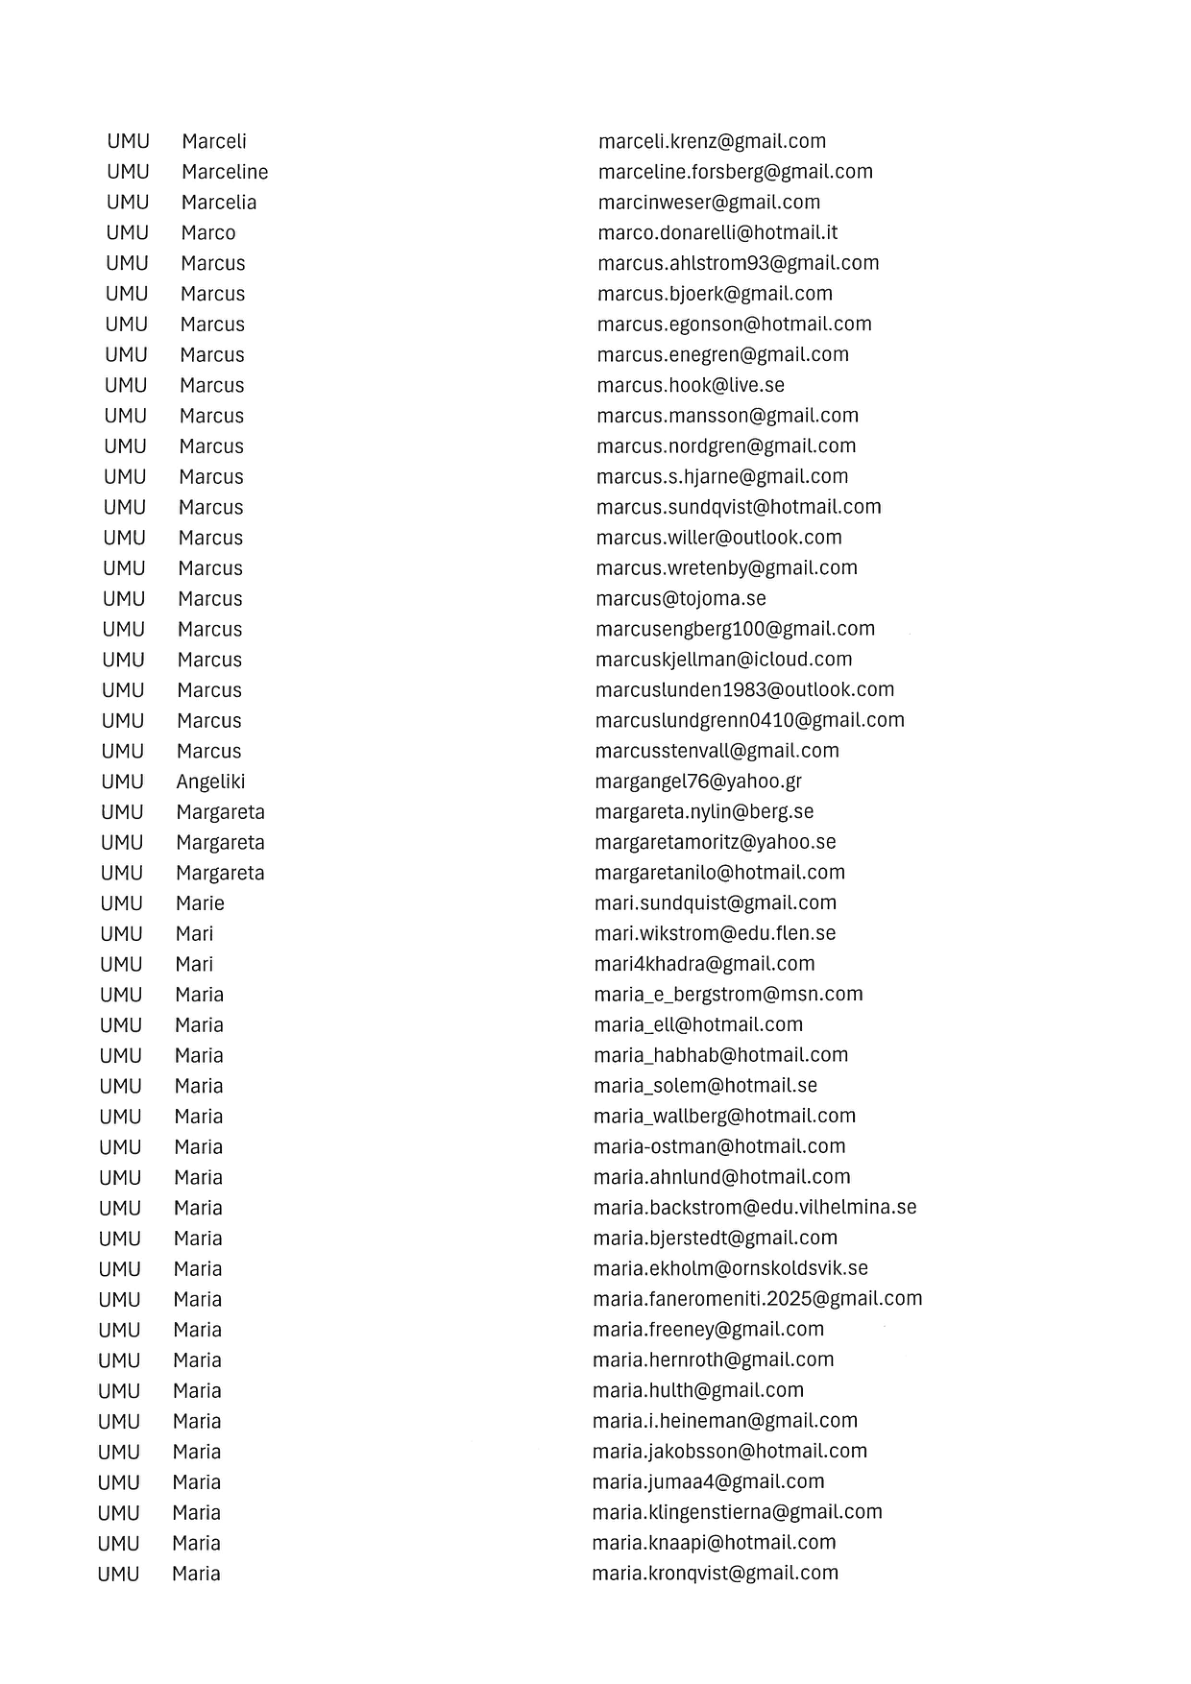 UMU Marceli marceli.krenz@gmail.com
UMU Marceline marceline.forsberg@gmail.com
UMU Marcelia marcinweser@gmail.com
UMU Marco marco.donarelli@hotmail.it
UMU Marcus marcus.ahlstrom93@gmail.com
UMU Marcus marcus.bjoerk@gmail.com
UMU Marcus marcus.egonson@hotmail.com
UMU Marcus marcus.enegren@gmail.com
UMU Marcus marcus.hook@live.se
UMU Marcus marcus.mansson@gmail.com
UMU Marcus marcus.nordgren@gmail.com
UMU Marcus marcus.s.hjarne@gmail.com
UMU Marcus marcus.sundqvist@hotmail.com
UMU Marcus marcus.willer@outlook.com
UMU Marcus marcus.wretenby@gmail.com
UMU Marcus marcus@tojoma.se
UMU Marcus marcusengberg100@gmail.com
UMU Marcus marcuskjellman@icloud.com
UMU Marcus marcuslunden1983@outlook.com
UMU Marcus marcuslundgrenn0410@gmail.com
UMU Marcus marcusstenvall@gmail.com
UMU Angeliki margangel76@yahoo.gr
UMU Margareta margareta.nylin@berg.se
UMU Margareta margaretamoritz@yahoo.se
UMU Margareta margaretanilo@hotmail.com
UMU Marie mari.sundquist@gmail.com
UMU Mari mari.wikstrom@edu.flen.se
UMU Mari mari4khadra@gmail.com
UMU Maria maria_e_bergstrom@msn.com
UMU Maria maria_ell@hotmail.com
UMU Maria maria_habhab@hotmail.com
UMU Maria maria_solem@hotmail.se
UMU Maria maria_wallberg@hotmail.com
UMU Maria maria-ostman@hotmail.com
UMU Maria maria.ahnlund@hotmail.com
UMU Maria maria.backstrom@edu.vilhelmina.se
UMU Maria maria.bjerstedt@gmail.com
UMU Maria maria.ekholm@ornskoldsvik.se
UMU Maria maria.faneromeniti.2025@gmail.com
UMU Maria maria.freeney@gmail.com
UMU Maria maria.hernroth@gmail.com
UMU Maria maria.hulth@gmail.com
UMU Maria maria.i.heineman@gmail.com
UMU Maria maria.jakobsson@hotmail.com
UMU Maria maria.jumaa4@gmail.com
UMU Maria maria.klingenstierna@gmail.com
UMU Maria maria.knaapi@hotmail.com
UMU Maria maria.kronqvist@gmail.com